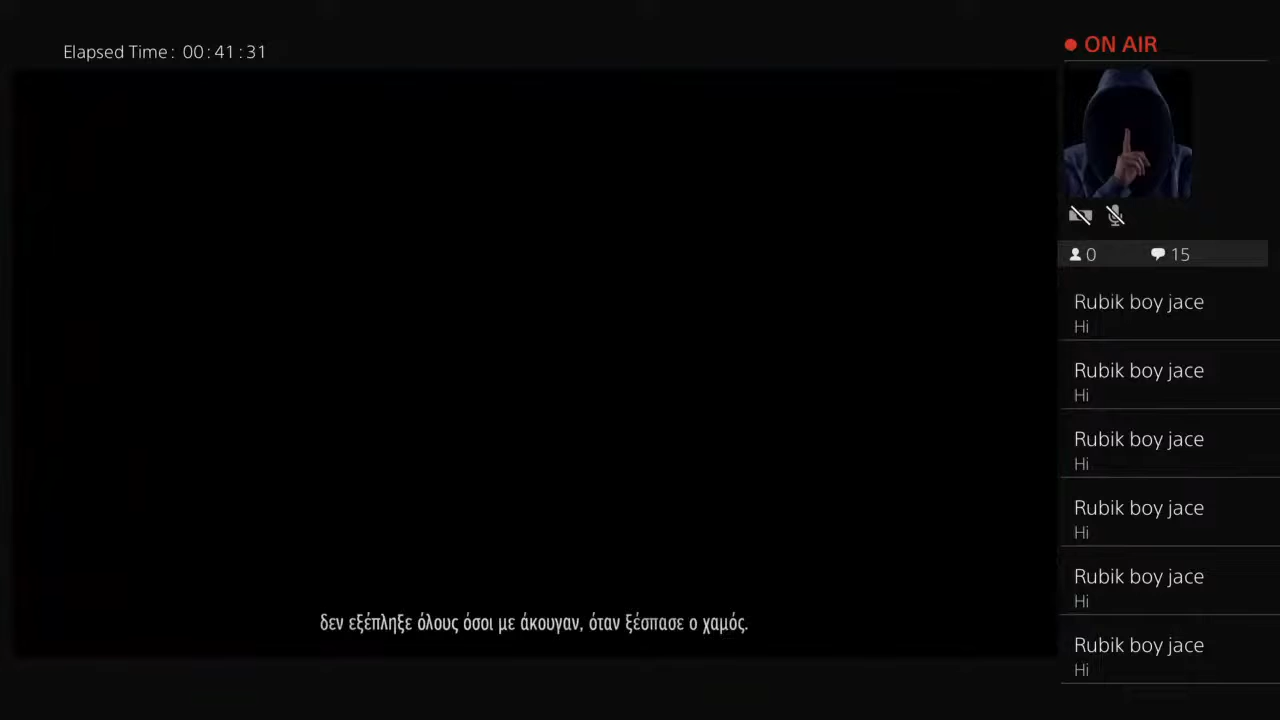 Elapsed Time: 00:41:31
ON AIR
0 15
Rubik boy jace
Hi
Rubik boy jace
Hi
Rubik boy jace
Hi
Rubik boy jace
Hi
Rubik boy jace
Hi
Rubik boy jace
Hi
δεν εξέπληξε όλους όσοι με άκουγαν, όταν ξέσπασε ο χαμός.